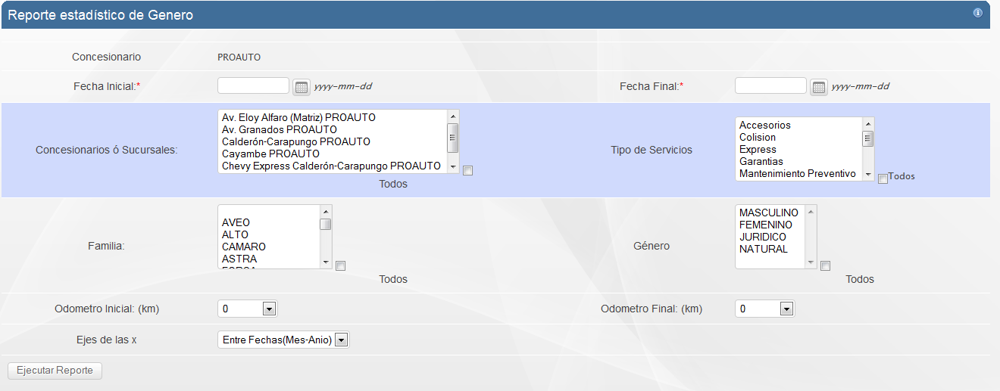 Reporte estadístico de Genero
Concesionario PROAUTO
Fecha Inicial:* yyyy-mm-dd Fecha Final:* yyyy-mm-dd
Concesionarios ó Sucursales:
Av. Eloy Alfaro (Matriz) PROAUTO
Av. Granados PROAUTO
Calderón-Carapungo PROAUTO
Cayambe PROAUTO
Chevy Express Calderón-Carapungo PROAUTO
Todos
Tipo de Servicios
Accesorios
Colision
Express
Garantias
Mantenimiento Preventivo
Todos
Familia:
AVEO
ALTO
CAMARO
ASTRA
Todos
Género
MASCULINO
FEMENINO
JURIDICO
NATURAL
Todos
Odometro Inicial: (km) 0 Odometro Final: (km) 0
Ejes de las x Entre Fechas(Mes-Anio)
Ejecutar Reporte